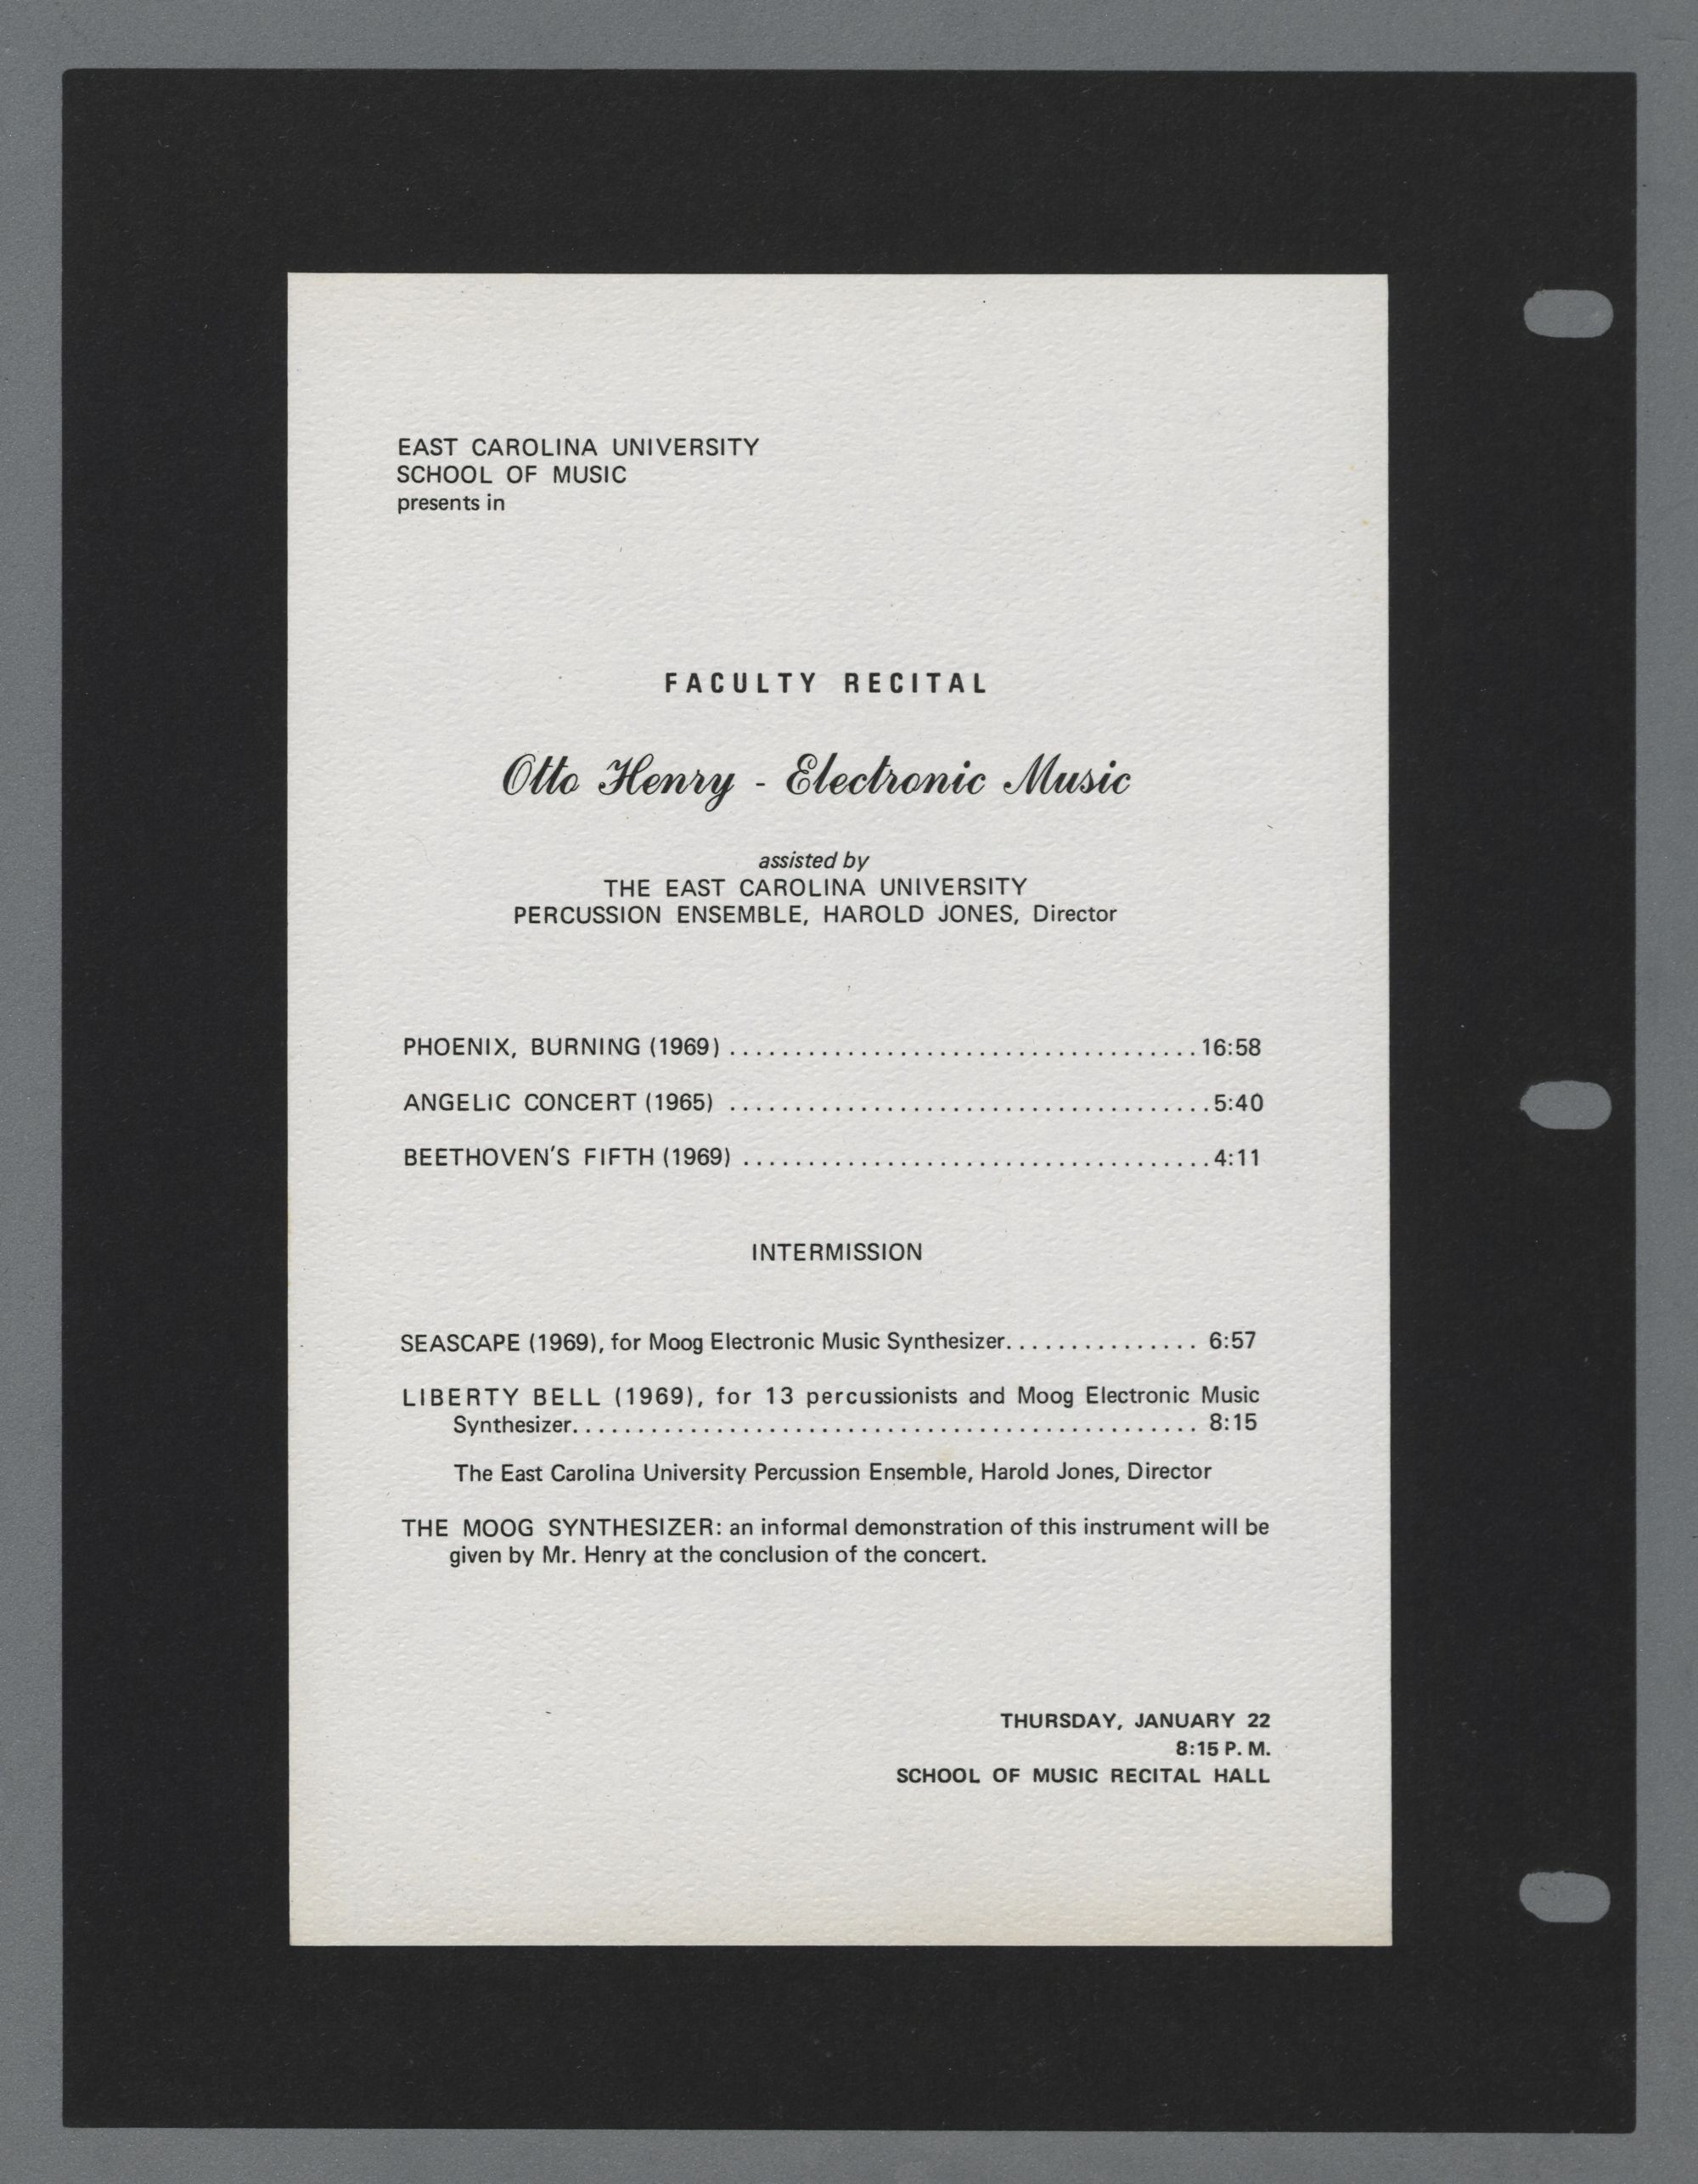 EAST CAROLINA UNIVERSITY
SCHOOL OF MUSIC
presents in
FACULTY RECITAL
Otto Henry - Electronic Music
assisted by
THE EAST CAROLINA UNIVERSITY
PERCUSSION ENSEMBLE, HAROLD JONES, Director
PHOENIX, BURNING (1969) ....................................16:58
ANGELIC CONCERT (1965) .....................................5:40
BEETHOVEN'S FIFTH (1969) ....................................4:11
INTERMISSION
SEASCAPE (1969), for Moog Electronic Music Synthesizer............... 6:57
LIBERTY BELL (1969), for 13 percussionists and Moog Electronic Music
Synthesizer................................................ 8:15
The East Carolina University Percussion Ensemble, Harold Jones, Director
THE MOOG SYNTHESIZER: an informal demonstration of this instrument will be
given by Mr. Henry at the conclusion of the concert.
THURSDAY, JANUARY 22
8:15 P. M.
SCHOOL OF MUSIC RECITAL HALL